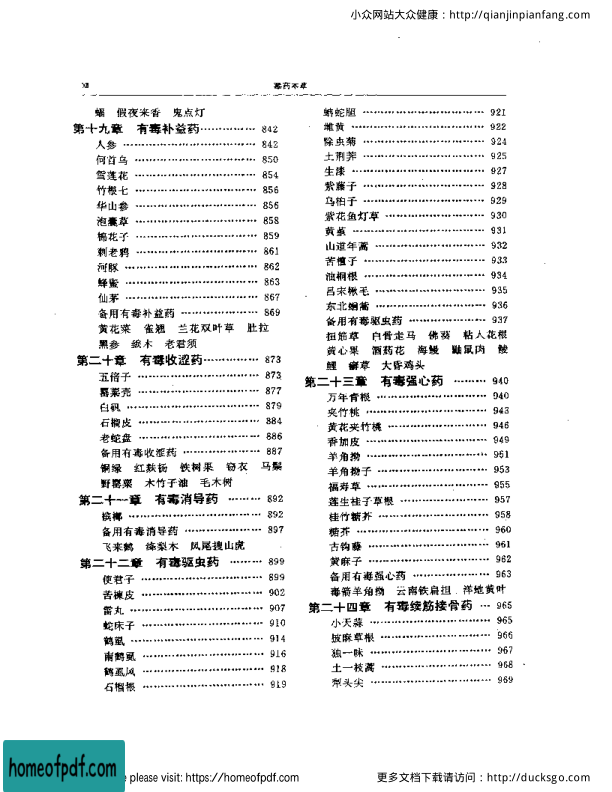 小众网站大众健康：http://qianjinpianfang.com
XII
毒药本草
蝠 假夜来香 鬼点灯
第十九章 有毒补益药 …………… 842
人参 …………………………… 842
何首乌 ………………………… 850
雪莲花 ………………………… 854
竹根七 ………………………… 856
华山参 ………………………… 856
泡囊草 ………………………… 858
锦花子 ………………………… 859
刺老鸦 ………………………… 861
河豚 …………………………… 862
蜂蜜 …………………………… 863
仙茅 …………………………… 867
备用有毒补益药 ……………… 869
黄花菜 雀翘 兰花双叶草 肚拉
黑参 缐木 老君须
第二十章 有毒收涩药 …………… 873
五倍子 ………………………… 873
罂粟壳 ………………………… 877
白矾 …………………………… 879
石榴皮 ………………………… 884
老蛇盘 ………………………… 886
备用有毒收涩药 ……………… 887
铜绿 红麸杨 铁树果 窃衣 马鬃
野罂粟 木竹子油 毛木树
第二十一章 有毒消导药 ………… 892
槟榔 …………………………… 892
备用有毒消导药 ……………… 897
飞来鹤 绛梨木 凤尾搜山虎
第二十二章 有毒驱虫药 ………… 899
使君子 ………………………… 899
苦楝皮 ………………………… 902
雷丸 …………………………… 907
蛇床子 ………………………… 910
鹤虱 …………………………… 914
南鹤虱 ………………………… 916
鹤虱风 ………………………… 918
石榴根 ………………………… 919
蚺蛇胆 ………………………… 921
雄黄 …………………………… 922
除虫菊 ………………………… 924
土荆芥 ………………………… 925
生漆 …………………………… 927
紫藤子 ………………………… 928
乌桕子 ………………………… 929
紫花鱼灯草 …………………… 930
黄茧 …………………………… 931
山道年蒿 ……………………… 932
苦檀子 ………………………… 933
油桐根 ………………………… 934
吕宋楸毛 ……………………… 935
东北蛔蒿 ……………………… 936
备用有毒驱虫药 ……………… 937
扭筋草 白骨走马 佛葵 粘人花根
黄心果 酒药花 海鳗 鼬鼠肉 鲮
鲤 癣草 大昏鸡头
第二十三章 有毒强心药 ………… 940
万年青根 ……………………… 940
夹竹桃 ………………………… 943
黄花夹竹桃 …………………… 946
香加皮 ………………………… 949
羊角拗 ………………………… 951
羊角拗子 ……………………… 953
福寿草 ………………………… 955
莲生桂子草根 ………………… 957
桂竹糖芥 ……………………… 958
糖芥 …………………………… 960
古钩藤 ………………………… 961
黄麻子 ………………………… 962
备用有毒强心药 ……………… 963
毒箭羊角拗 云南铁扁担 洋地黄叶
第二十四章 有毒续筋接骨药 … 965
小天蒜 ………………………… 965
披麻草根 ……………………… 966
独一味 ………………………… 967
土一枝蒿 ……………………… 968
犁头尖 ………………………… 969
homeofpdf.com
e please visit: https://homeofpdf.com
更多文档下载请访问：http://ducksgo.com